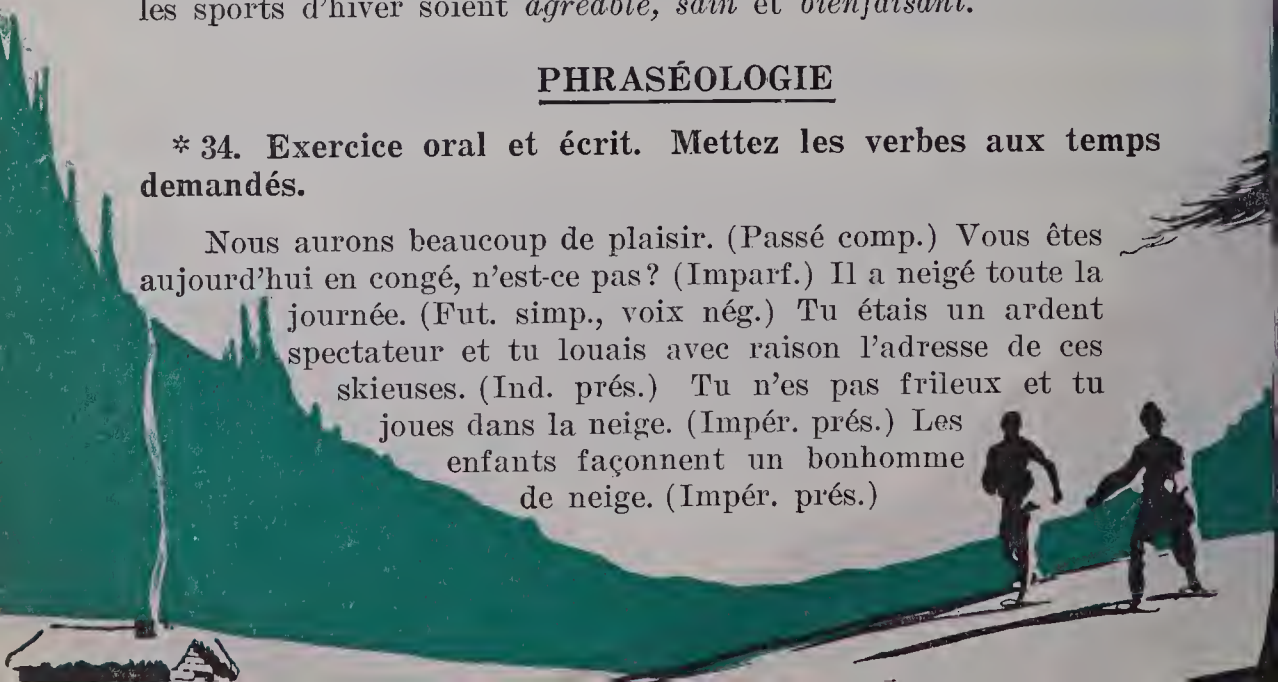 les sports d'hiver soient agréable, sain et bienfaisant.
PHRASÉOLOGIE
* 34. Exercice oral et écrit. Mettez les verbes aux temps
demandés.
Nous aurons beaucoup de plaisir. (Passé comp.) Vous êtes
aujourd'hui en congé, n'est-ce pas? (Imparf.) Il a neigé toute la
journée. (Fut. simp., voix nég.) Tu étais un ardent
spectateur et tu louais avec raison l'adresse de ces
skieuses. (Ind. prés.) Tu n'es pas frileux et tu
joues dans la neige. (Impér. prés.) Les
enfants façonnent un bonhomme
de neige. (Impér. prés.)